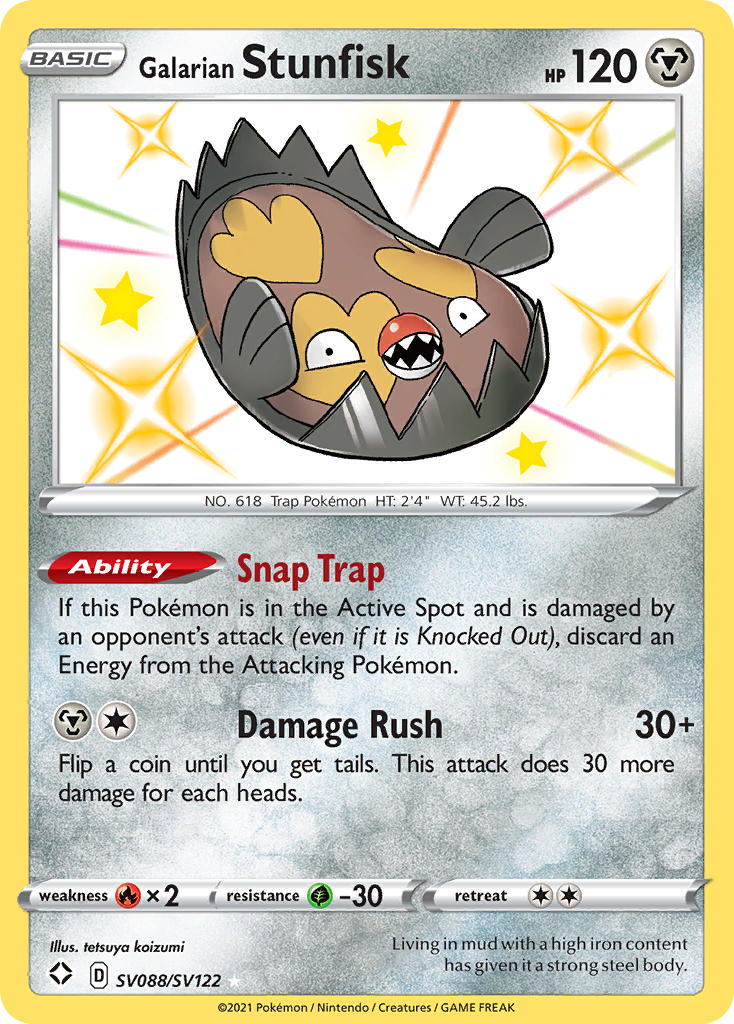 BASIC
Galarian Stunfisk HP 120
NO. 618 Trap Pokémon HT: 2'4" WT: 45.2 lbs.
Ability Snap Trap
If this Pokémon is in the Active Spot and is damaged by
an opponent's attack (even if it is Knocked Out), discard an
Energy from the Attacking Pokémon.
Damage Rush 30+
Flip a coin until you get tails. This attack does 30 more
damage for each heads.
weakness ×2 resistance -30 retreat
Illus. tetsuya koizumi
Living in mud with a high iron content
has given it a strong steel body.
D SV088/SV122
©2021 Pokémon / Nintendo / Creatures / GAME FREAK